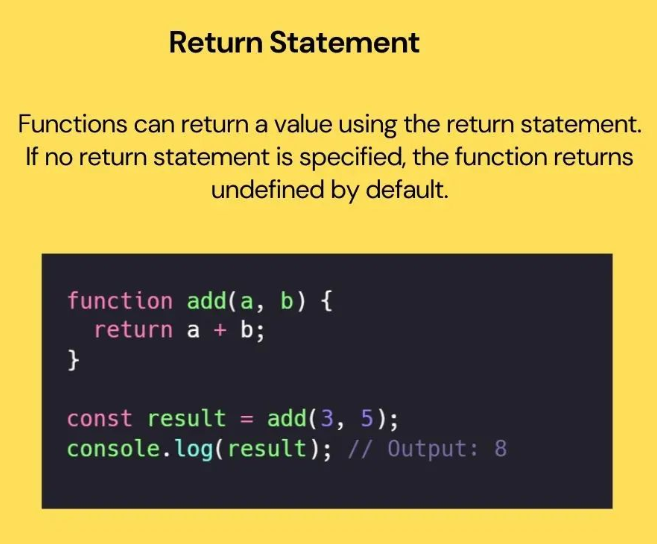 Return Statement
Functions can return a value using the return statement.
If no return statement is specified, the function returns
undefined by default.
function add(a, b) {
  return a + b;
}
const result = add(3, 5);
console.log(result); // Output: 8